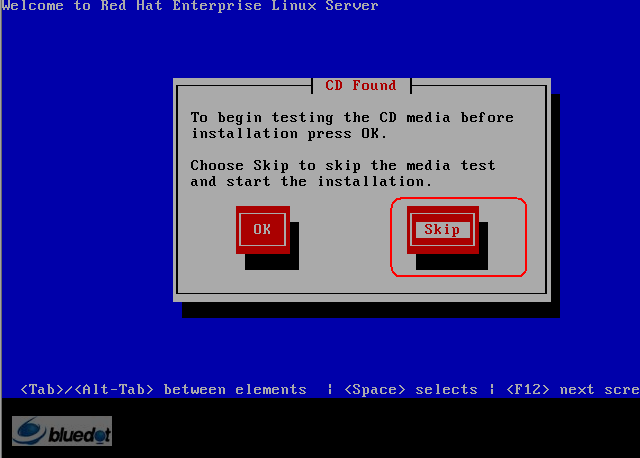 Welcome to Red Hat Enterprise Linux Server
CD Found
To begin testing the CD media before
installation press OK.
Choose Skip to skip the media test
and start the installation.
OK
Skip
<Tab>/<Alt-Tab> between elements | <Space> selects | <F12> next scre
bluedot